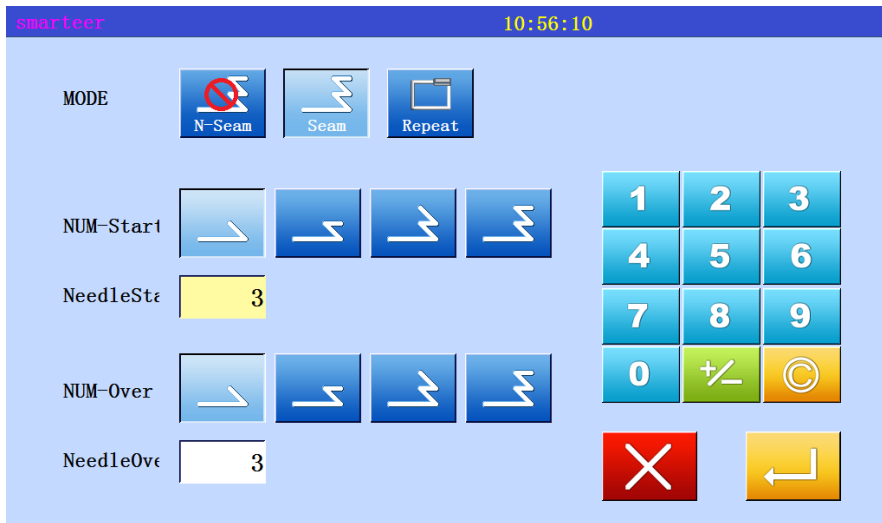 smarteer 10:56:10
MODE N-Seam Seam Repeat
NUM-Start
1 2 3
4 5 6
NeedleSta 3
7 8 9
NUM-Over
0 +/- ©
NeedleOve 3